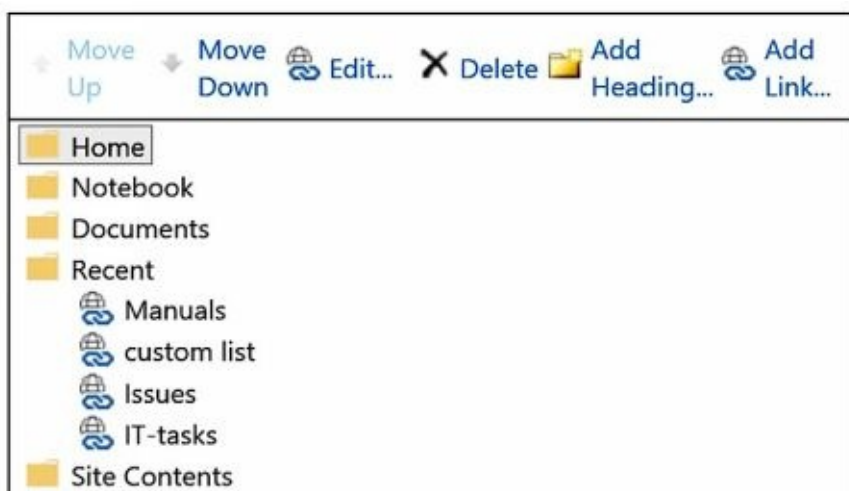 Move Up
Move Down
Edit...
Delete
Add Heading...
Add Link...
Home
Notebook
Documents
Recent
Manuals
custom list
Issues
IT-tasks
Site Contents